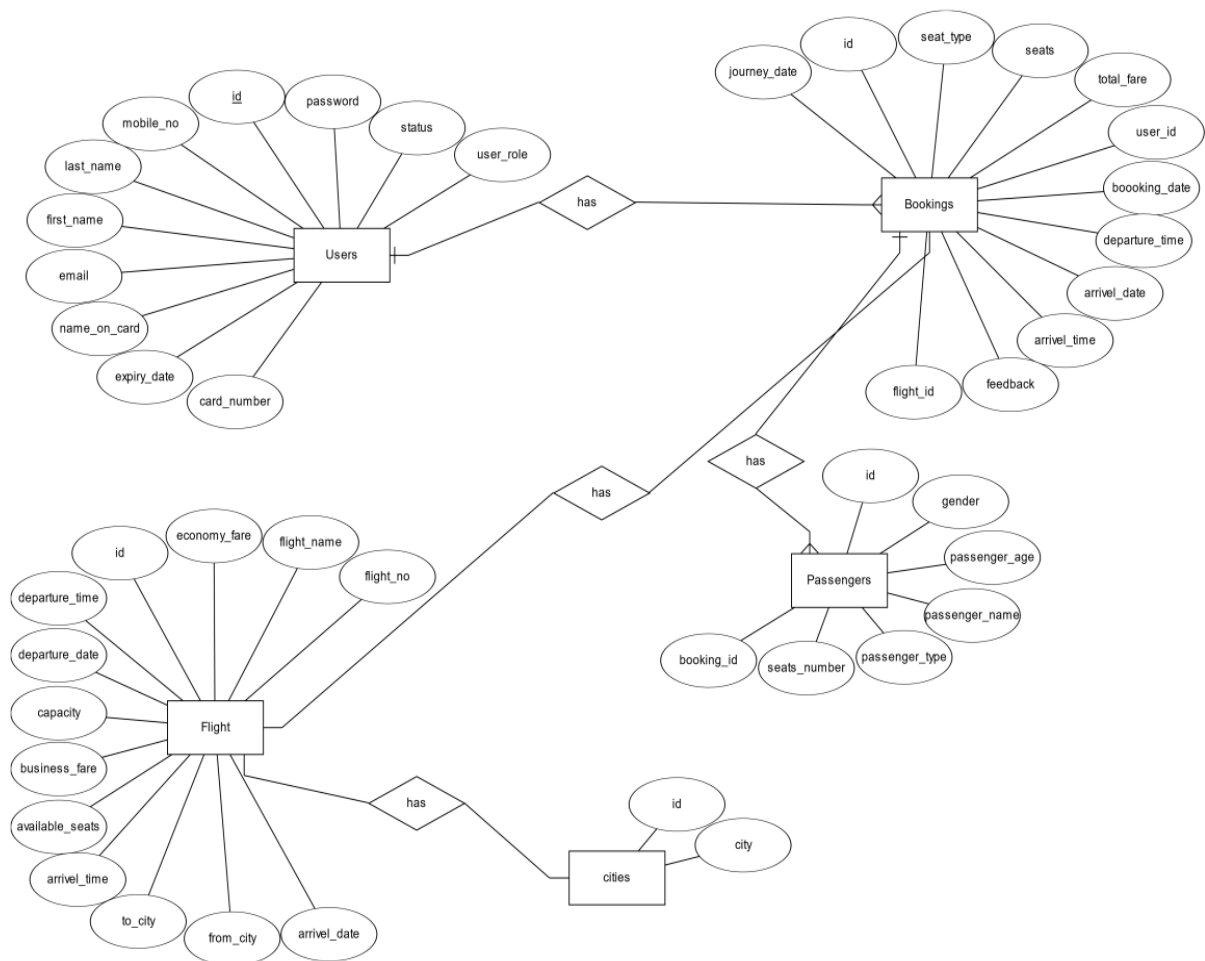 id
seat_type
seats
journey_date
total_fare
user_id
boooking_date
departure_time
arrivel_date
arrivel_time
feedback
flight_id
Bookings
id
password
status
user_role
mobile_no
last_name
first_name
email
name_on_card
expiry_date
card_number
Users
has
has
has
id
gender
passenger_age
passenger_name
passenger_type
seats_number
booking_id
Passengers
id
economy_fare
flight_name
flight_no
departure_time
departure_date
capacity
business_fare
available_seats
arrivel_time
to_city
from_city
arrivel_date
Flight
has
id
city
cities